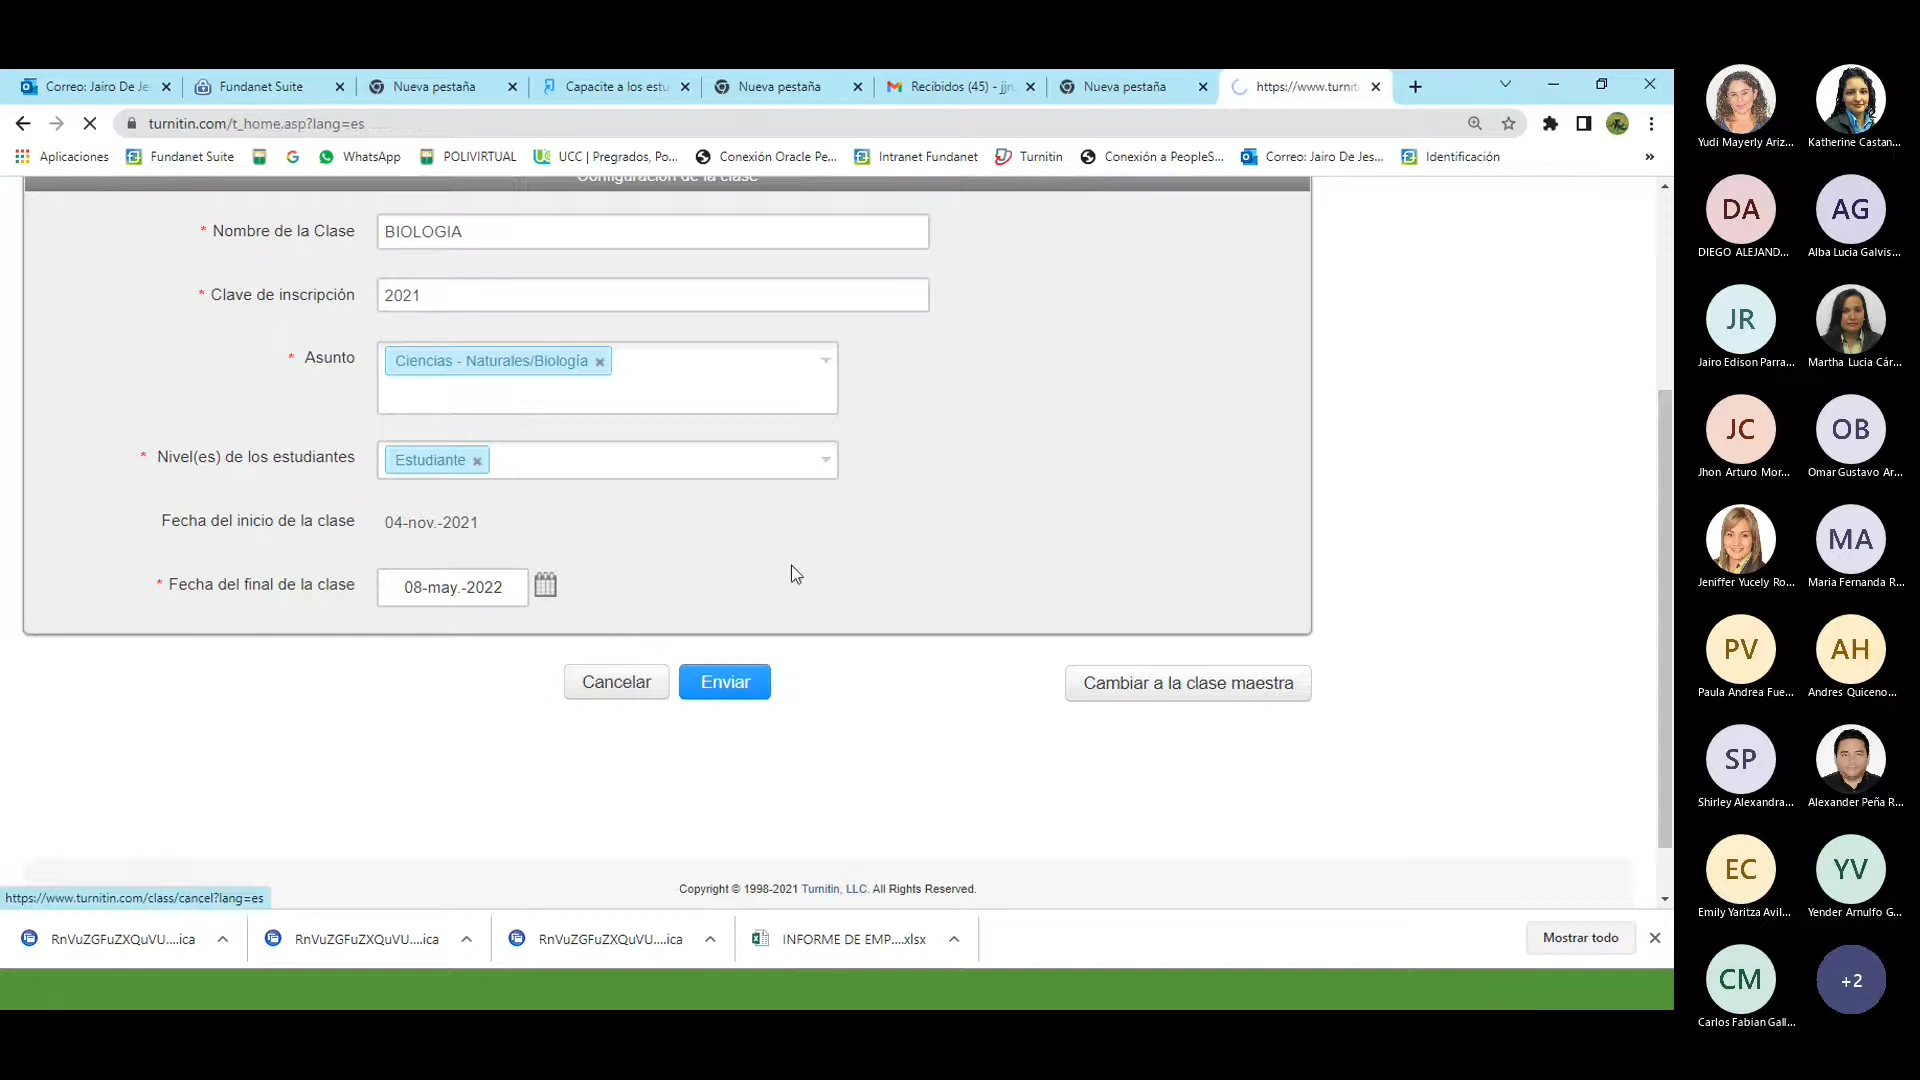 Correo: Jairo De Je
Fundanet Suite
Nueva pestaña
Capacite a los estu
Nueva pestaña
Recibidos (45) - jjr
Nueva pestaña
https://www.turniti
turnitin.com/t_home.asp?lang=es
Aplicaciones
Fundanet Suite
WhatsApp
POLIVIRTUAL
UCC | Pregrados, Po...
Conexión Oracle Pe...
Intranet Fundanet
Turnitin
Conexión a PeopleS...
Correo: Jairo De Jes...
Identificación
»
Configuración de la clase
* Nombre de la Clase
BIOLOGIA
* Clave de inscripción
2021
* Asunto
Ciencias - Naturales/Biología
* Nivel(es) de los estudiantes
Estudiante
Fecha del inicio de la clase
04-nov.-2021
* Fecha del final de la clase
08-may.-2022
Cancelar
Enviar
Cambiar a la clase maestra
Copyright © 1998-2021 Turnitin, LLC. All Rights Reserved.
https://www.turnitin.com/class/cancel?lang=es
RnVuZGFuZXQuVU....ica
RnVuZGFuZXQuVU....ica
RnVuZGFuZXQuVU....ica
INFORME DE EMP....xlsx
Mostrar todo
Yudi Mayerly Ariz...
Katherine Castan...
DA
DIEGO ALEJAND...
AG
Alba Lucia Galvis...
JR
Jairo Edison Parra...
Martha Lucia Cár...
JC
Jhon Arturo Mor...
OB
Omar Gustavo Ar...
Jeniffer Yucely Ro...
MA
Maria Fernanda R...
PV
Paula Andrea Fue...
AH
Andres Quiceno...
SP
Shirley Alexandra...
Alexander Peña R...
EC
Emily Yaritza Avil...
YV
Yender Arnulfo G...
CM
Carlos Fabian Gall...
+2